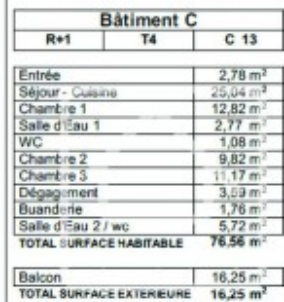 Bâtiment C
R+1 T4 C 13
Entrée 2,78 m²
Séjour - Cuisine 25,04 m²
Chambre 1 12,82 m²
Salle d'Eau 1 2,77 m²
WC 1,08 m²
Chambre 2 9,82 m²
Chambre 3 11,17 m²
Dégagement 3,59 m²
Buanderie 1,76 m²
Salle d'Eau 2 / wc 5,72 m²
TOTAL SURFACE HABITABLE 76,56 m²
Balcon 16,25 m²
TOTAL SURFACE EXTERIEURE 16,25 m²